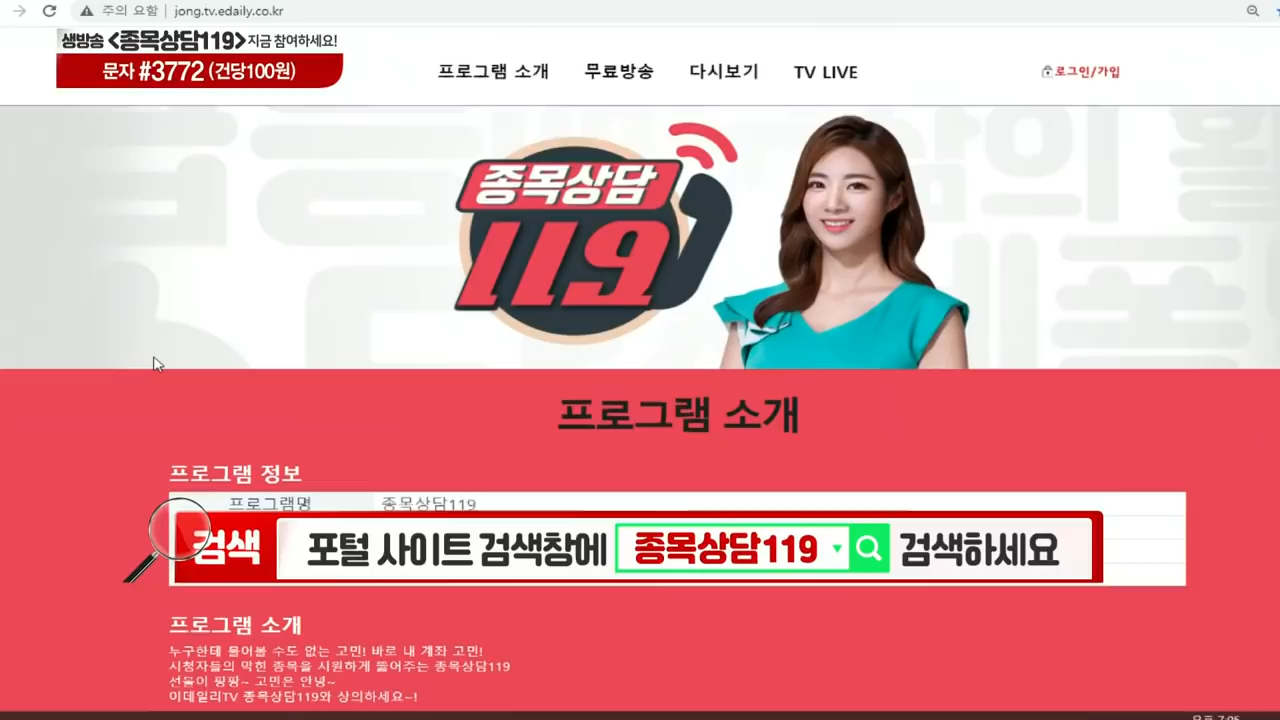 주의 요함 | jong.tv.edaily.co.kr
생방송 <종목상담119> 지금 참여하세요!
문자 #3772 (건당100원)
프로그램 소개 무료방송 다시보기 TV LIVE 로그인/가입
종목상담
119
프로그램 소개
프로그램 정보
프로그램명 종목상담119
검색 포털 사이트 검색창에 종목상담119 검색하세요
프로그램 소개
누구한테 물어볼 수도 없는 고민! 바로 내 계좌 고민!
시청자들의 막힌 종목을 시원하게 뚫어주는 종목상담119
선물이 팡팡~ 고민은 안녕~
이데일리TV 종목상담119와 상의하세요~!